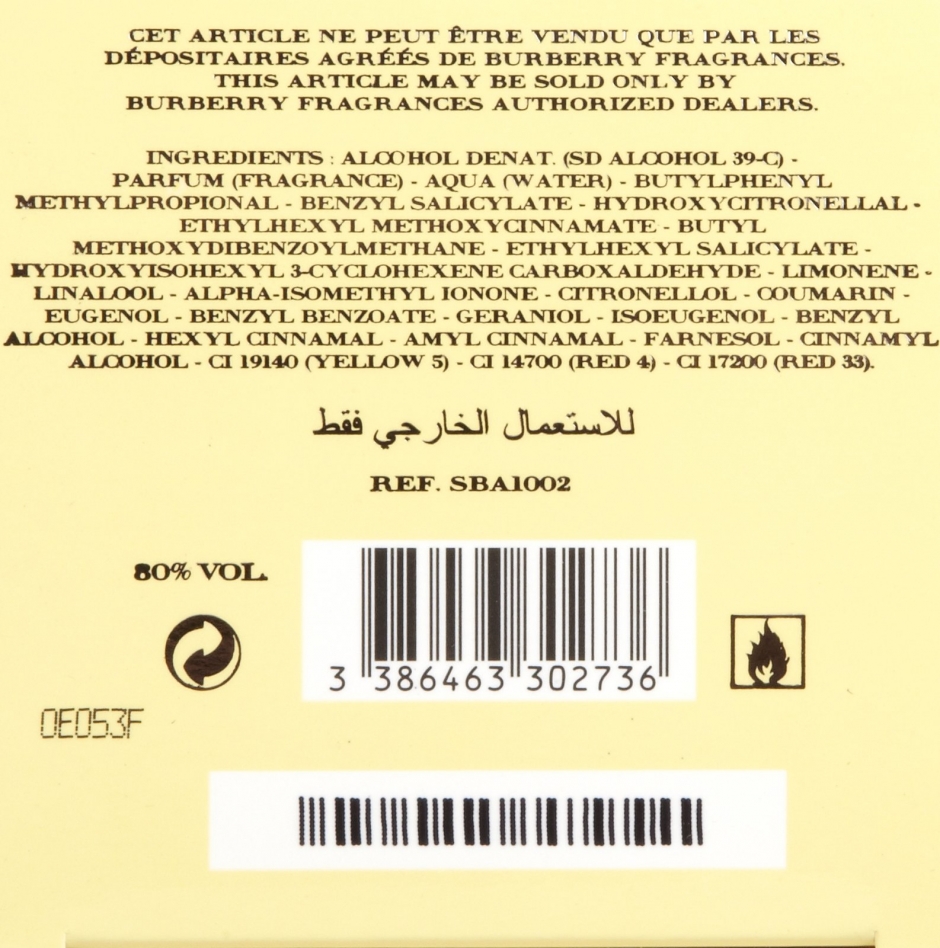 CET ARTICLE NE PEUT ÊTRE VENDU QUE PAR LES
DÉPOSITAIRES AGRÉÉS DE BURBERRY FRAGRANCES.
THIS ARTICLE MAY BE SOLD ONLY BY
BURBERRY FRAGRANCES AUTHORIZED DEALERS.
INGREDIENTS : ALCOHOL DENAT. (SD ALCOHOL 39-C) -
PARFUM (FRAGRANCE) - AQUA (WATER) - BUTYLPHENYL
METHYLPROPIONAL - BENZYL SALICYLATE - HYDROXYCITRONELLAL -
ETHYLHEXYL METHOXYCINNAMATE - BUTYL
METHOXYDIBENZOYLMETHANE - ETHYLHEXYL SALICYLATE -
HYDROXYISOHEXYL 3-CYCLOHEXENE CARBOXALDEHYDE - LIMONENE -
LINALOOL - ALPHA-ISOMETHYL IONONE - CITRONELLOL - COUMARIN -
EUGENOL - BENZYL BENZOATE - GERANIOL - ISOEUGENOL - BENZYL
ALCOHOL - HEXYL CINNAMAL - AMYL CINNAMAL - FARNESOL - CINNAMYL
ALCOHOL - CI 19140 (YELLOW 5) - CI 14700 (RED 4) - CI 17200 (RED 33).
للاستعمال الخارجي فقط
REF. SBA1002
80% VOL.
3 386463 302736
0E053F